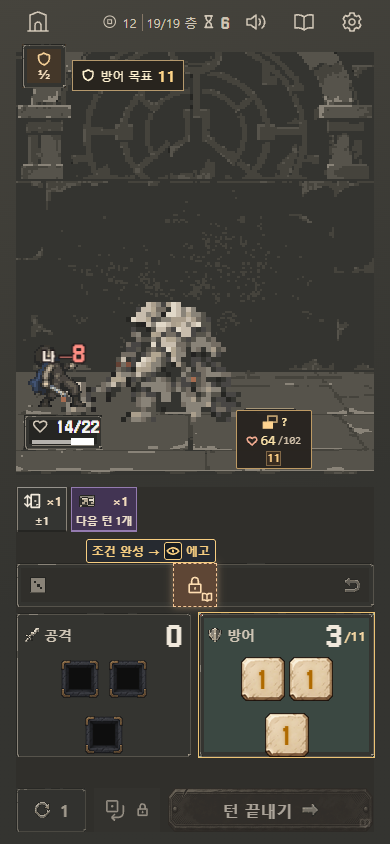 12 19/19 층 6
½
방어 목표 11
나 -8
14/22
?
64/102
11
×1
±1
×1
다음 턴 1개
조건 완성 → 예고
공격 0
방어 3/11
1 1
1
1
턴 끝내기 →